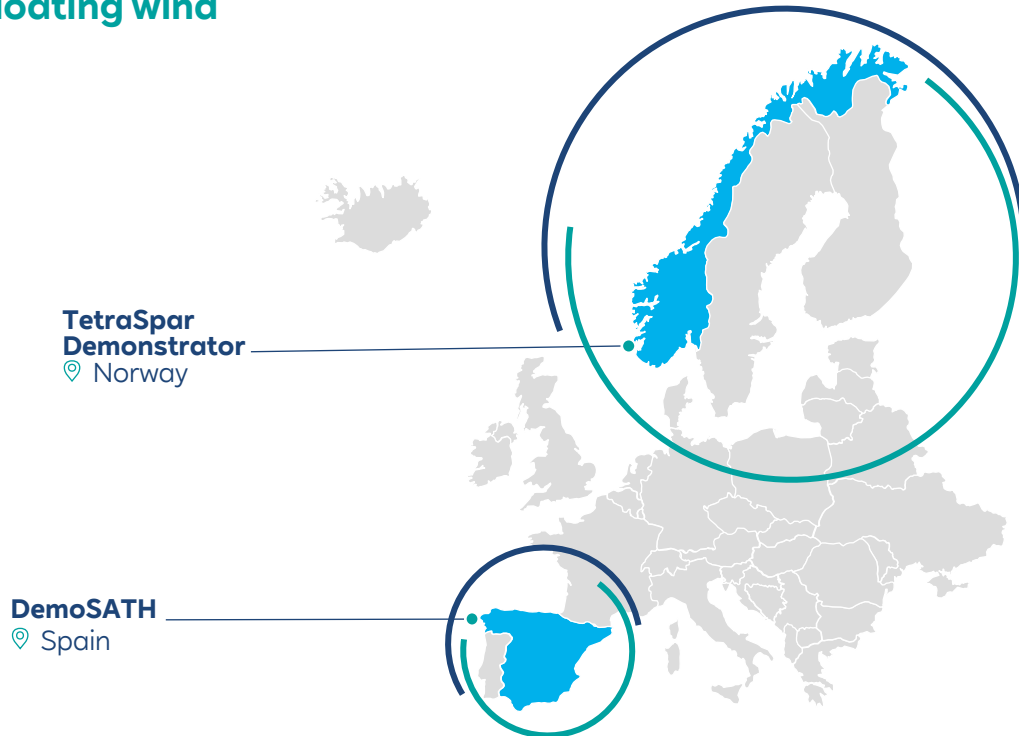 loating wind
TetraSpar
Demonstrator
Norway
DemoSATH
Spain